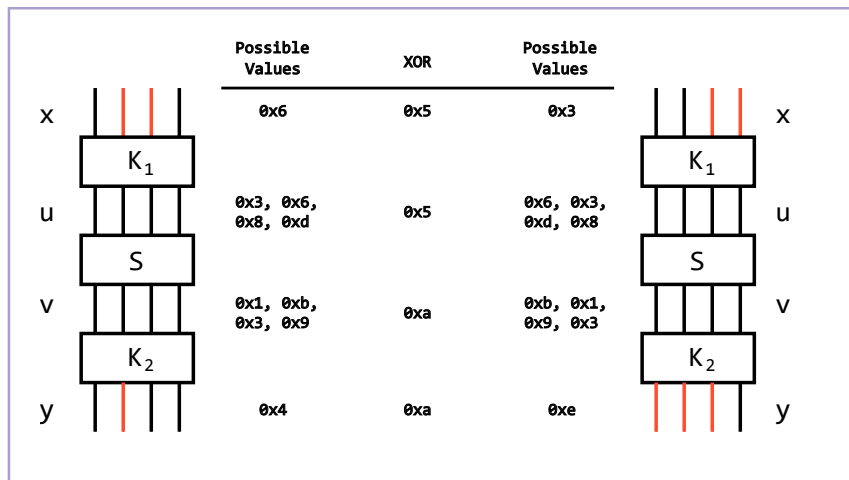 Possible Values XOR Possible Values
x 0x6 0x5 0x3 x
K₁ K₁
u 0x3, 0x6, 0x8, 0xd 0x5 0x6, 0x3, 0xd, 0x8 u
S S
v 0x1, 0xb, 0x3, 0x9 0xa 0xb, 0x1, 0x9, 0x3 v
K₂ K₂
y 0x4 0xa 0xe y